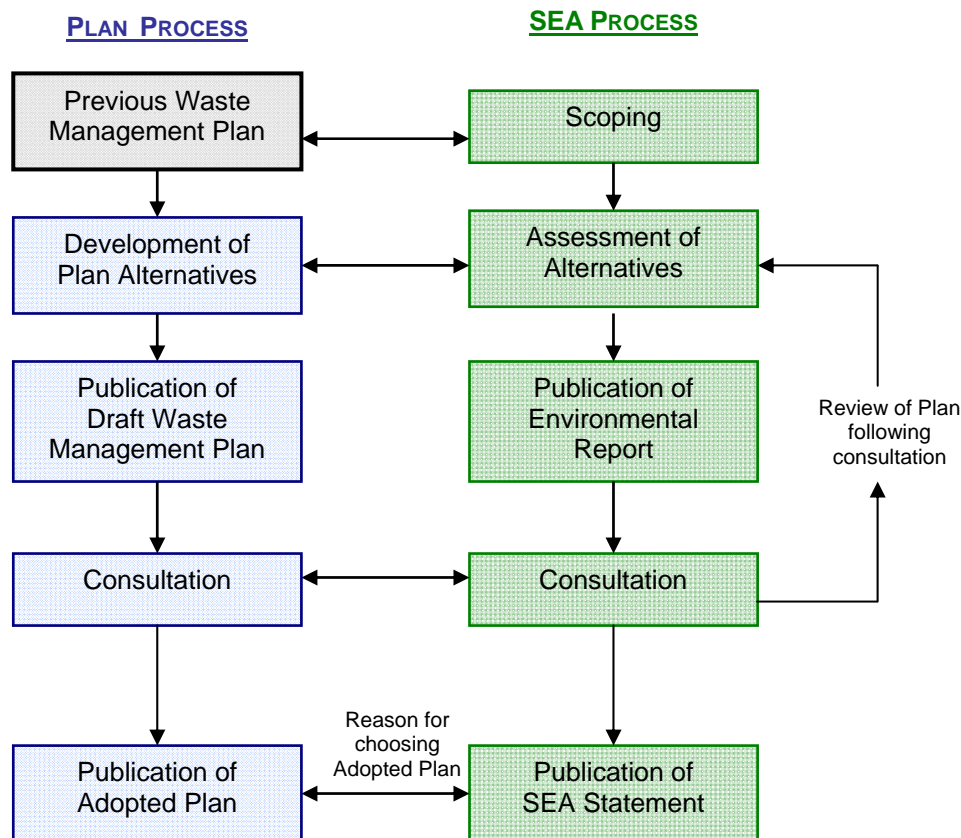 PLAN PROCESS
SEA PROCESS
Previous Waste
Management Plan
Scoping
Development of
Plan Alternatives
Assessment of
Alternatives
Publication of
Draft Waste
Management Plan
Publication of
Environmental
Report
Review of Plan
following
consultation
Consultation
Consultation
Reason for
choosing
Adopted Plan
Publication of
Adopted Plan
Publication of
SEA Statement